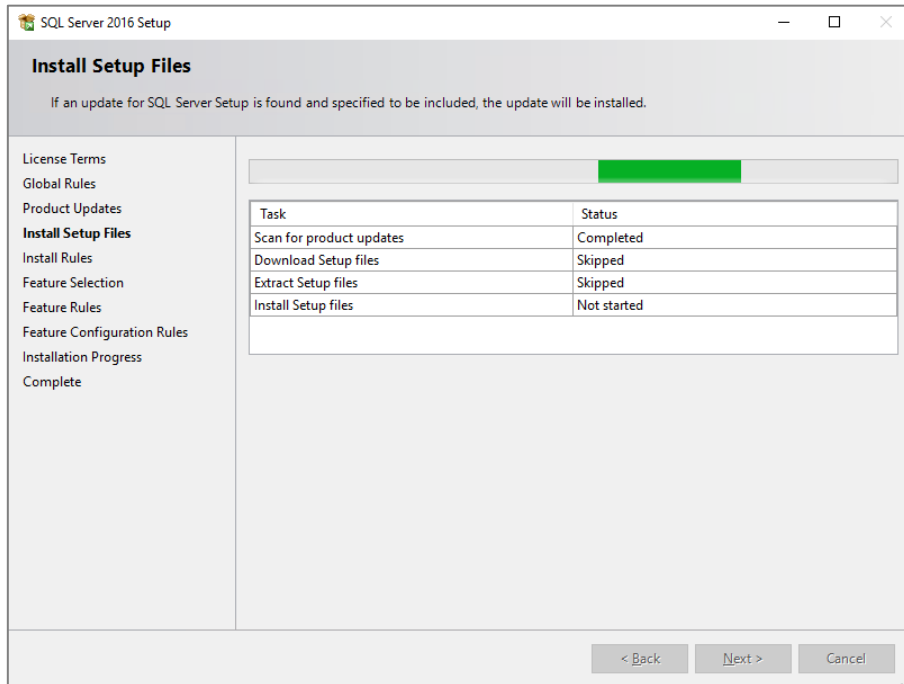 SQL Server 2016 Setup
Install Setup Files
If an update for SQL Server Setup is found and specified to be included, the update will be installed.
License Terms
Global Rules
Product Updates
Install Setup Files
Install Rules
Feature Selection
Feature Rules
Feature Configuration Rules
Installation Progress
Complete
Task Status
Scan for product updates Completed
Download Setup files Skipped
Extract Setup files Skipped
Install Setup files Not started
< Back Next > Cancel